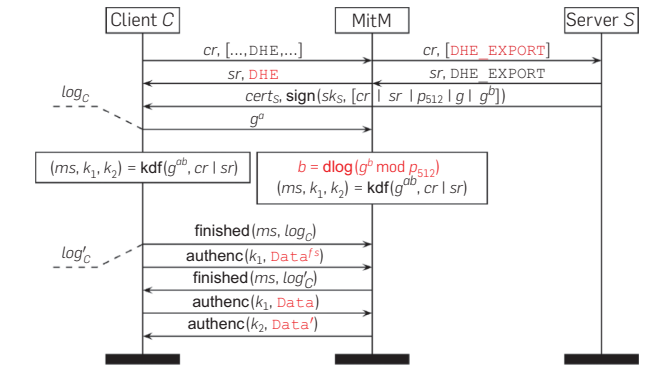 Client C MitM Server S
cr, [...,DHE,...] cr, [DHE_EXPORT]
sr, DHE sr, DHE_EXPORT
log_C certs_S, sign(sk_S, [cr | sr | p_512 | g | g^b])
g^a
(ms, k_1, k_2) = kdf(g^ab, cr | sr)
b = dlog(g^b mod p_512)
(ms, k_1, k_2) = kdf(g^ab, cr | sr)
finished(ms, log_C)
log'_C authenc(k_1, Data^fs)
finished(ms, log'_C)
authenc(k_1, Data)
authenc(k_2, Data')